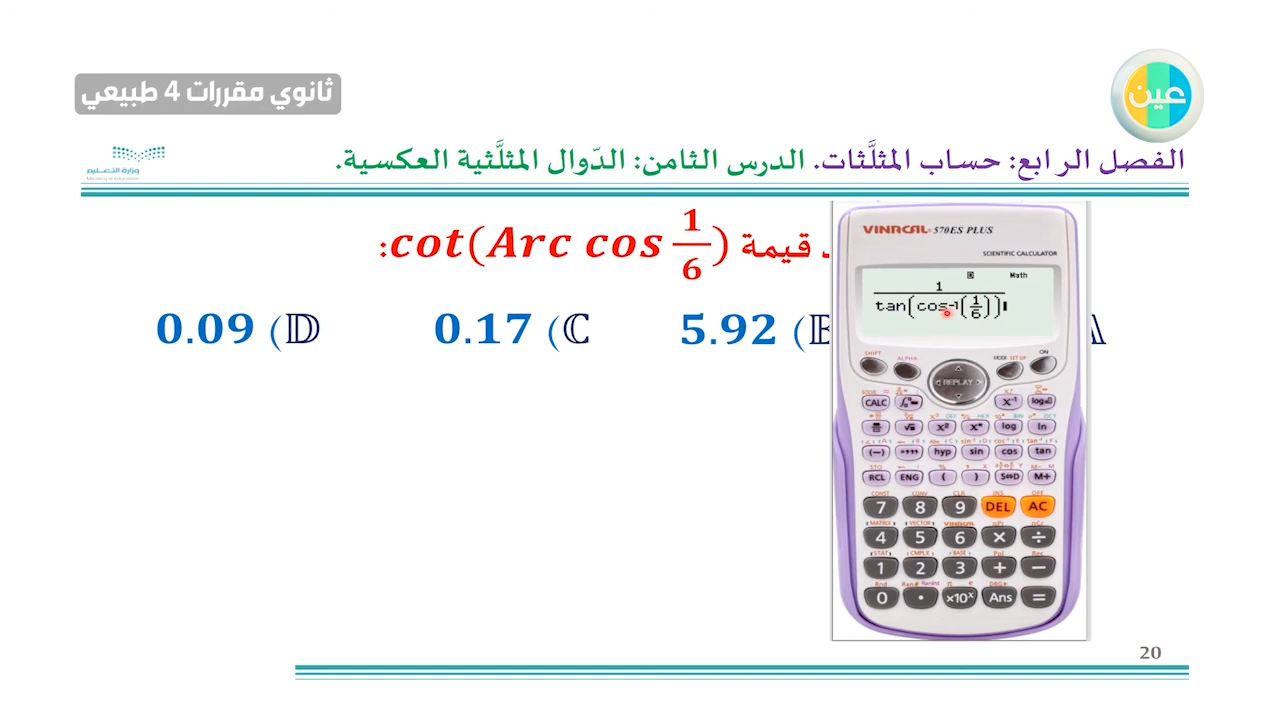 ثانوي مقررات 4 طبيعي
عين
وزارة التعليم
Ministry of Education
الفصل الرابع: حساب المثلَّثات. الدرس الثامن: الدّوال المثلَّثية العكسية.
قيمة cot(Arc cos 1/6):
5.92 (B
0.17 (ℂ
0.09 (𝔻
VINACAL 570ES PLUS
SCIENTIFIC CALCULATOR
D Math
1
tan(cos⁻¹(1/6))
SHIFT ALPHA MODE SET UP ON
REPLAY
CALC x⁻¹ log
√ x² log ln
(−) hyp sin cos tan
RCL ENG ( ) S⇔D M+
7 8 9 DEL AC
4 5 6 × ÷
1 2 3 + −
0 • ×10ˣ Ans =
20